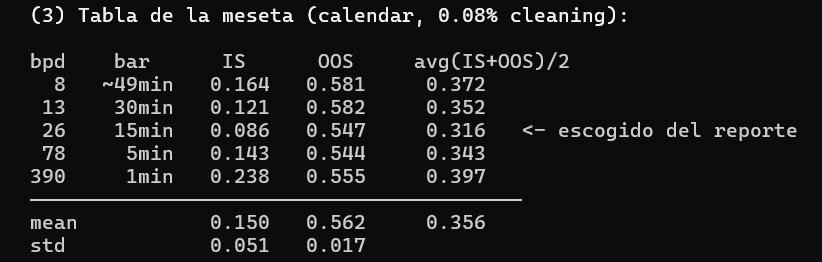 (3) Tabla de la meseta (calendar, 0.08% cleaning):
bpd bar IS OOS avg(IS+OOS)/2
8 ~49min 0.164 0.581 0.372
13 30min 0.121 0.582 0.352
26 15min 0.086 0.547 0.316 <- escogido del reporte
78 5min 0.143 0.544 0.343
390 1min 0.238 0.555 0.397
mean 0.150 0.562 0.356
std 0.051 0.017